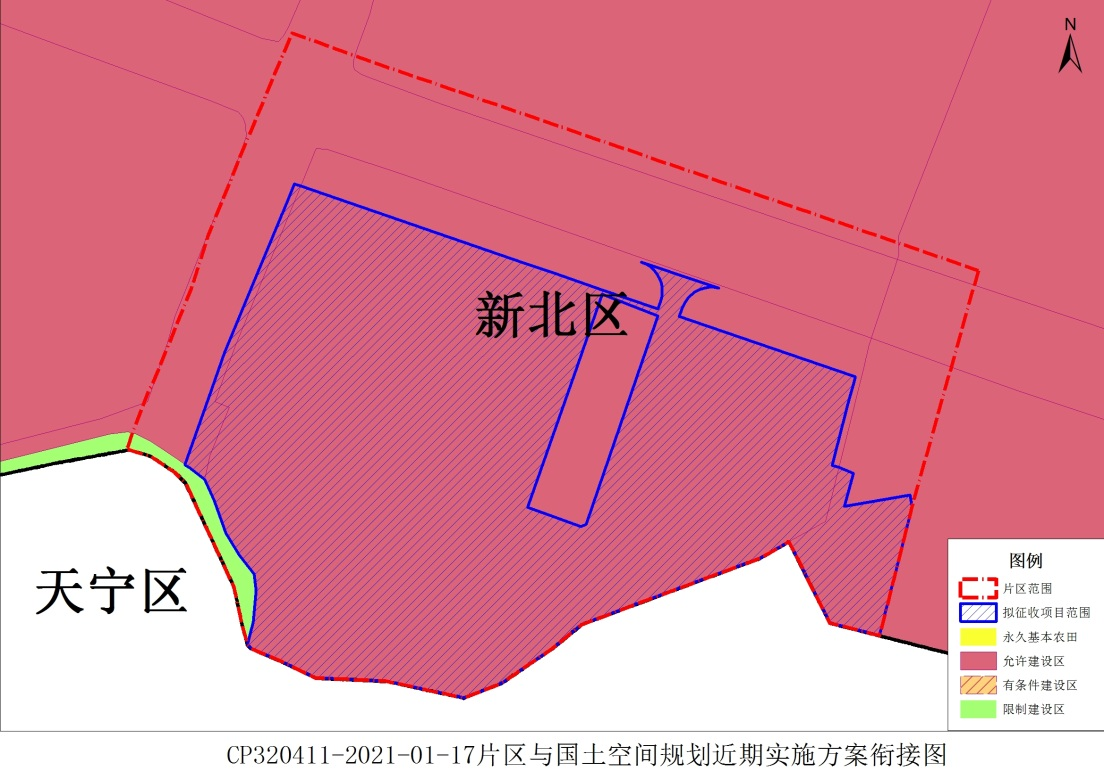 N
新北区
天宁区
图例
片区范围
拟征收项目范围
永久基本农田
允许建设区
有条件建设区
限制建设区
CP320411-2021-01-17片区与国土空间规划近期实施方案衔接图